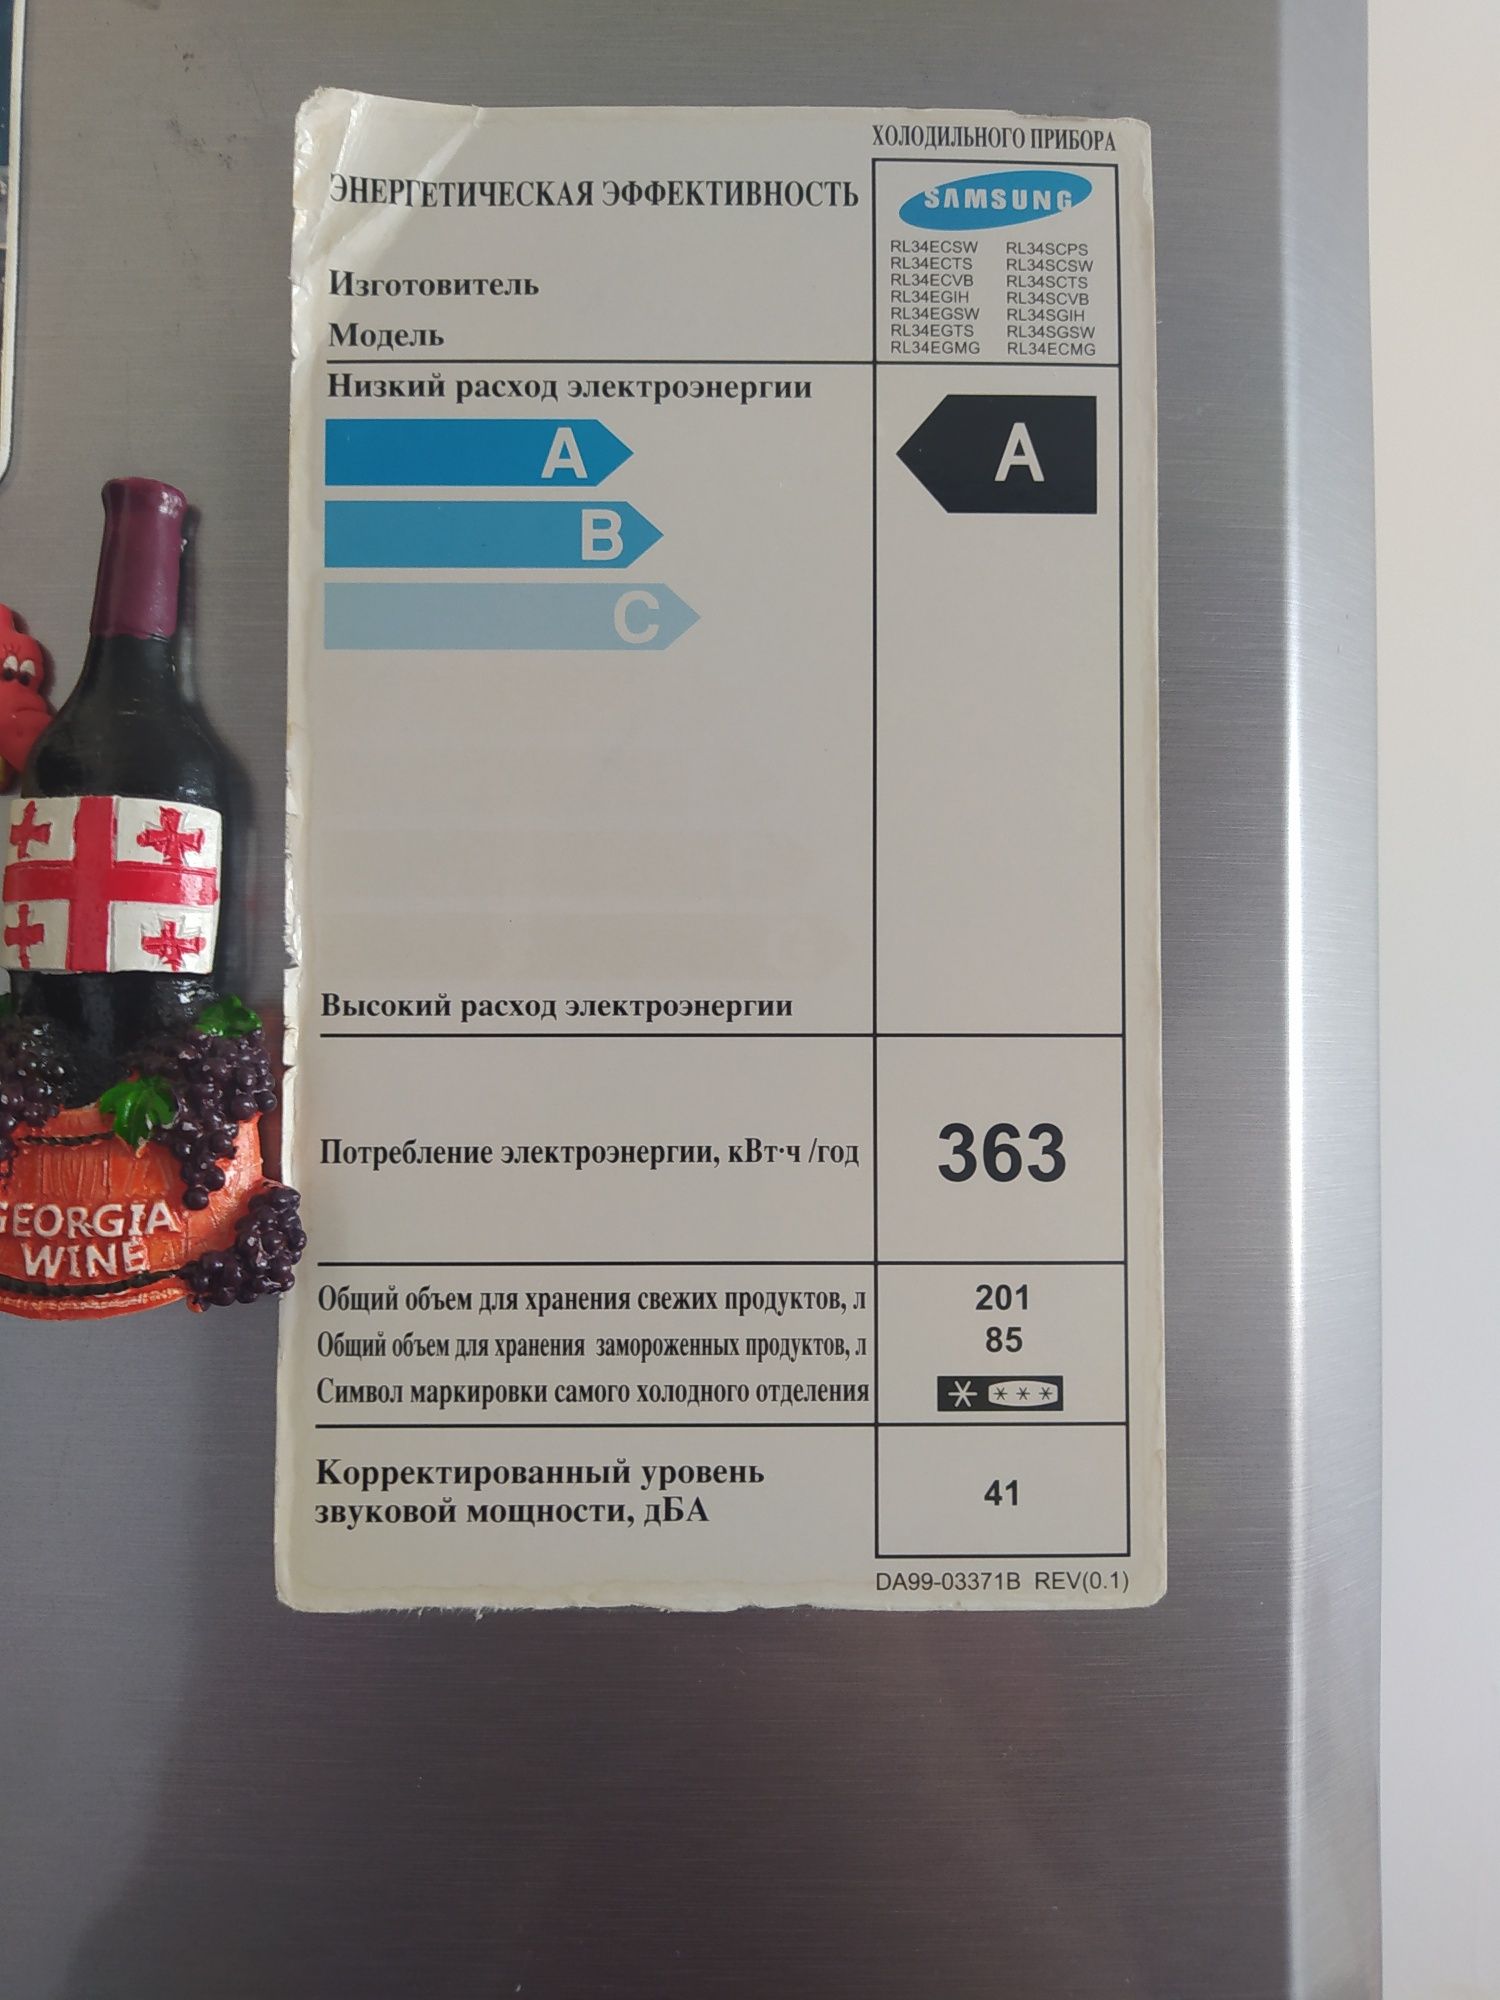 ХОЛОДИЛЬНОГО ПРИБОРА
ЭНЕРГЕТИЧЕСКАЯ ЭФФЕКТИВНОСТЬ
SAMSUNG
Изготовитель
Модель
RL34ECSW RL34SCPS
RL34ECTS RL34SCSW
RL34ECVB RL34SCTS
RL34EGIH RL34SCVB
RL34EGSW RL34SGIH
RL34EGTS RL34SGSW
RL34EGMG RL34ECMG
Низкий расход электроэнергии
A
A
B
C
Высокий расход электроэнергии
Потребление электроэнергии, кВт·ч /год 363
Общий объем для хранения свежих продуктов, л 201
Общий объем для хранения замороженных продуктов, л 85
Символ маркировки самого холодного отделения
Корректированный уровень
звуковой мощности, дБА 41
DA99-03371B REV(0.1)
GEORGIA
WINE